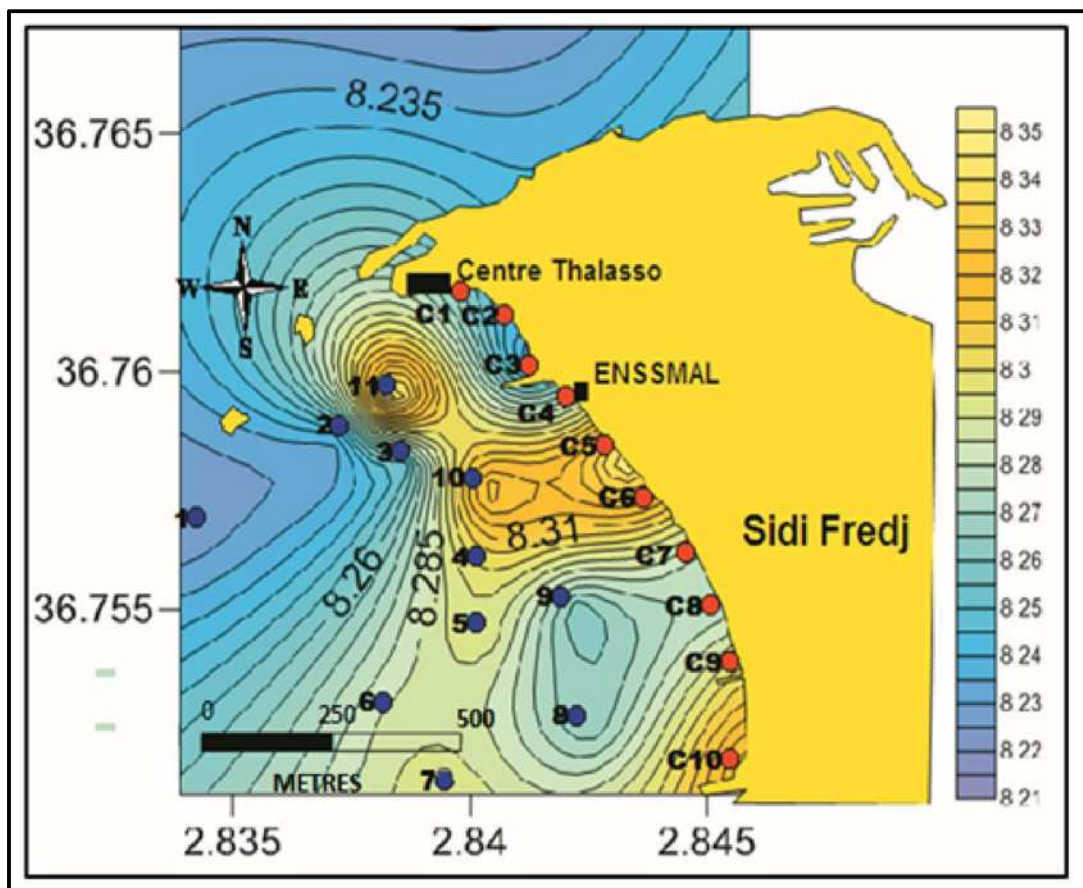 8.235
36.765
8 35
8 34
8 33
8 32
8 31
8 3
8 29
8 28
8 27
8 26
8 25
8 24
8 23
8 22
8 21
N
W E
S
Centre Thalasso
C1 C2
C3
36.76
11
ENSSMAL
C4
2
3
C5
10
C6
1
8.31
Sidi Fredj
8.26
8.285
4
C7
36.755
9
C8
5
C9
6
8
0
250
500
METRES
7
C10
2.835
2.84
2.845